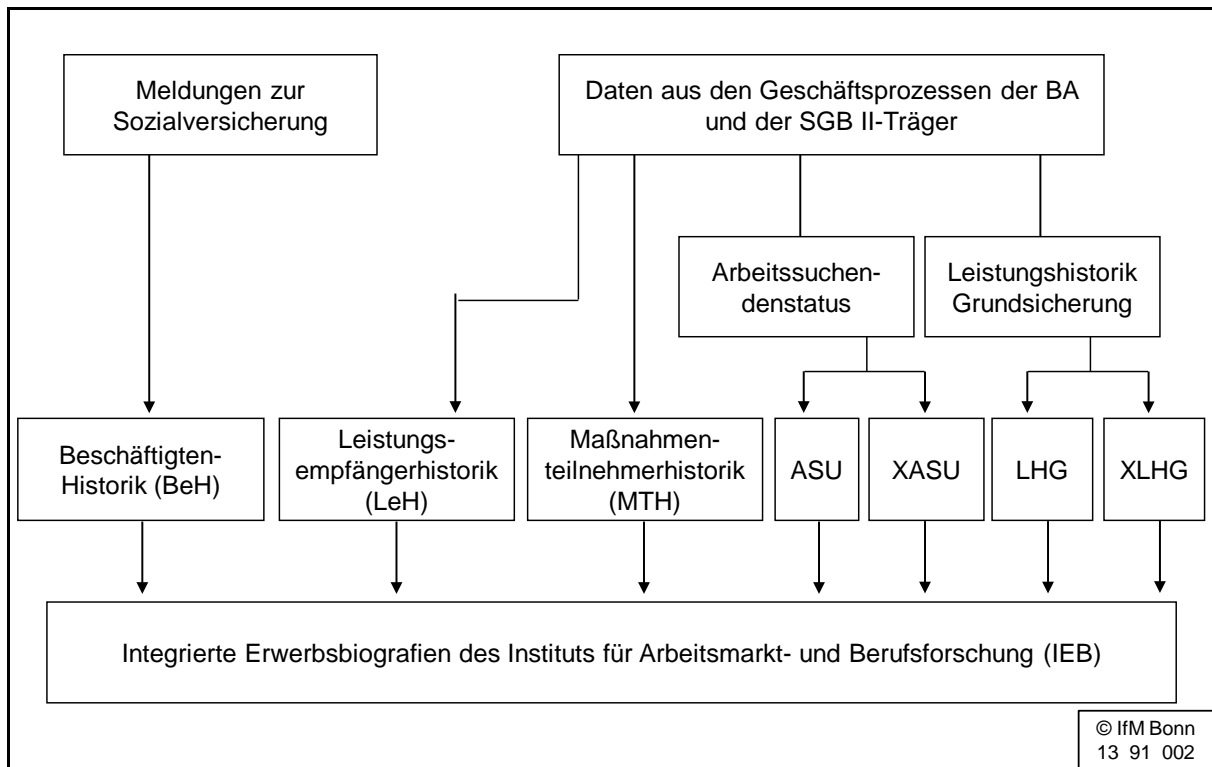 Meldungen zur
Sozialversicherung
Daten aus den Geschäftsprozessen der BA
und der SGB II-Träger
Arbeitssuchen-
denstatus
Leistungshistorik
Grundsicherung
Beschäftigten-
Historik (BeH)
Leistungs-
empfängerhistorik
(LeH)
Maßnahmen-
teilnehmerhistorik
(MTH)
ASU
XASU
LHG
XLHG
Integrierte Erwerbsbiografien des Instituts für Arbeitsmarkt- und Berufsforschung (IEB)
© IfM Bonn
13 91 002